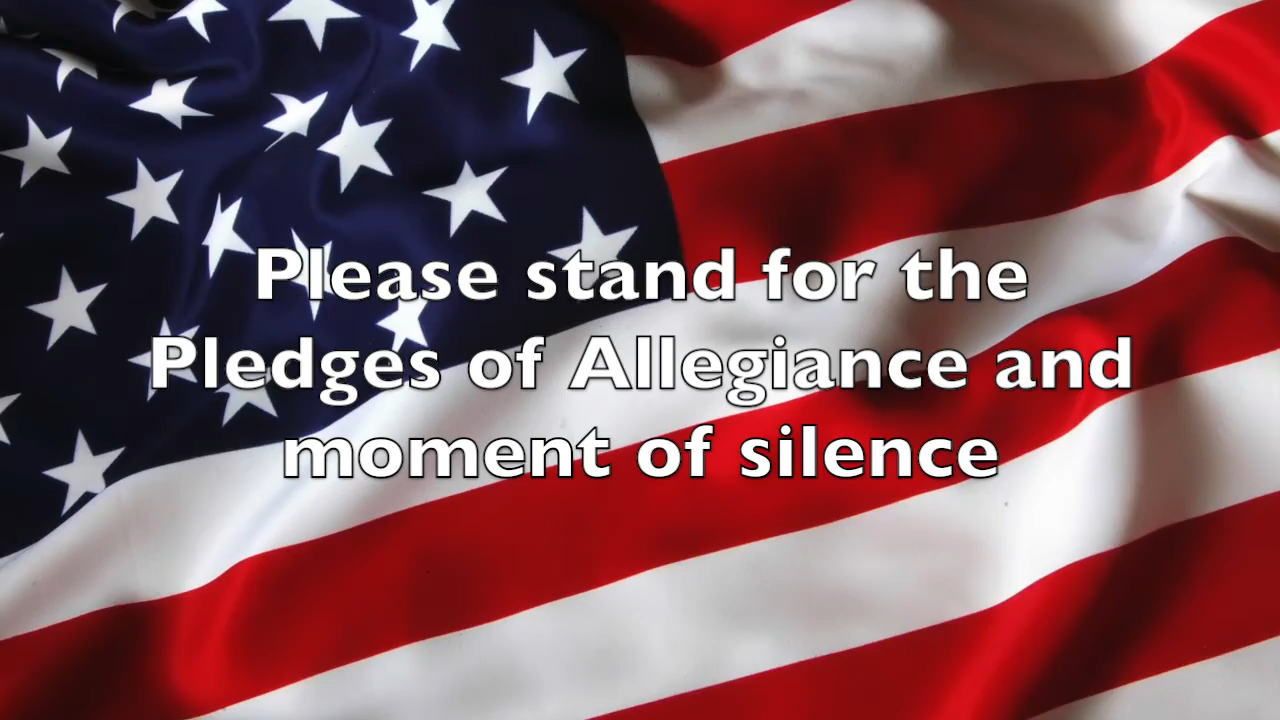 Please stand for the
Pledges of Allegiance and
moment of silence